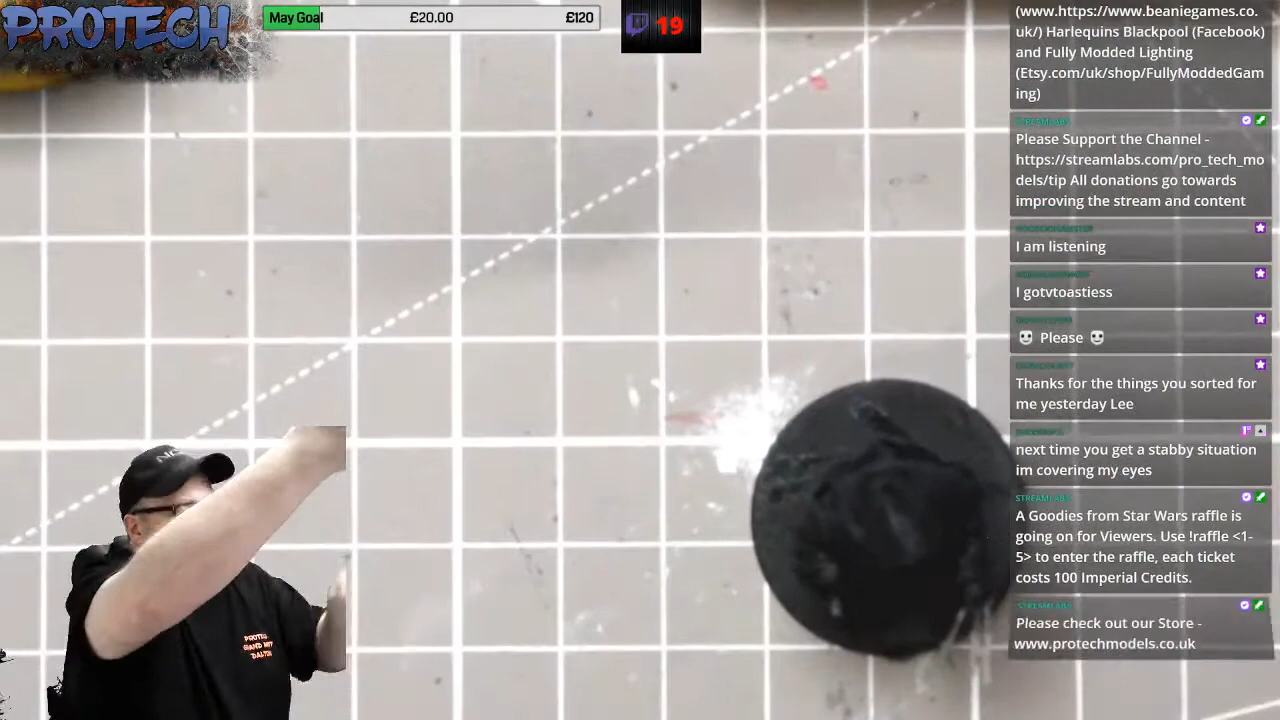 PROTECH
May Goal £20.00 £120
19
(www.https://www.beaniegames.co.
uk/) Harlequins Blackpool (Facebook)
and Fully Modded Lighting
(Etsy.com/uk/shop/FullyModdedGam
ing)
STREAMLABS
Please Support the Channel -
https://streamlabs.com/pro_tech_mo
dels/tip All donations go towards
improving the stream and content
I am listening
I gotvtoastiess
Please
Thanks for the things you sorted for
me yesterday Lee
next time you get a stabby situation
im covering my eyes
STREAMLABS
A Goodies from Star Wars raffle is
going on for Viewers. Use !raffle <1-
5> to enter the raffle, each ticket
costs 100 Imperial Credits.
STREAMLABS
Please check out our Store -
www.protechmodels.co.uk
PROTECH
DALTON